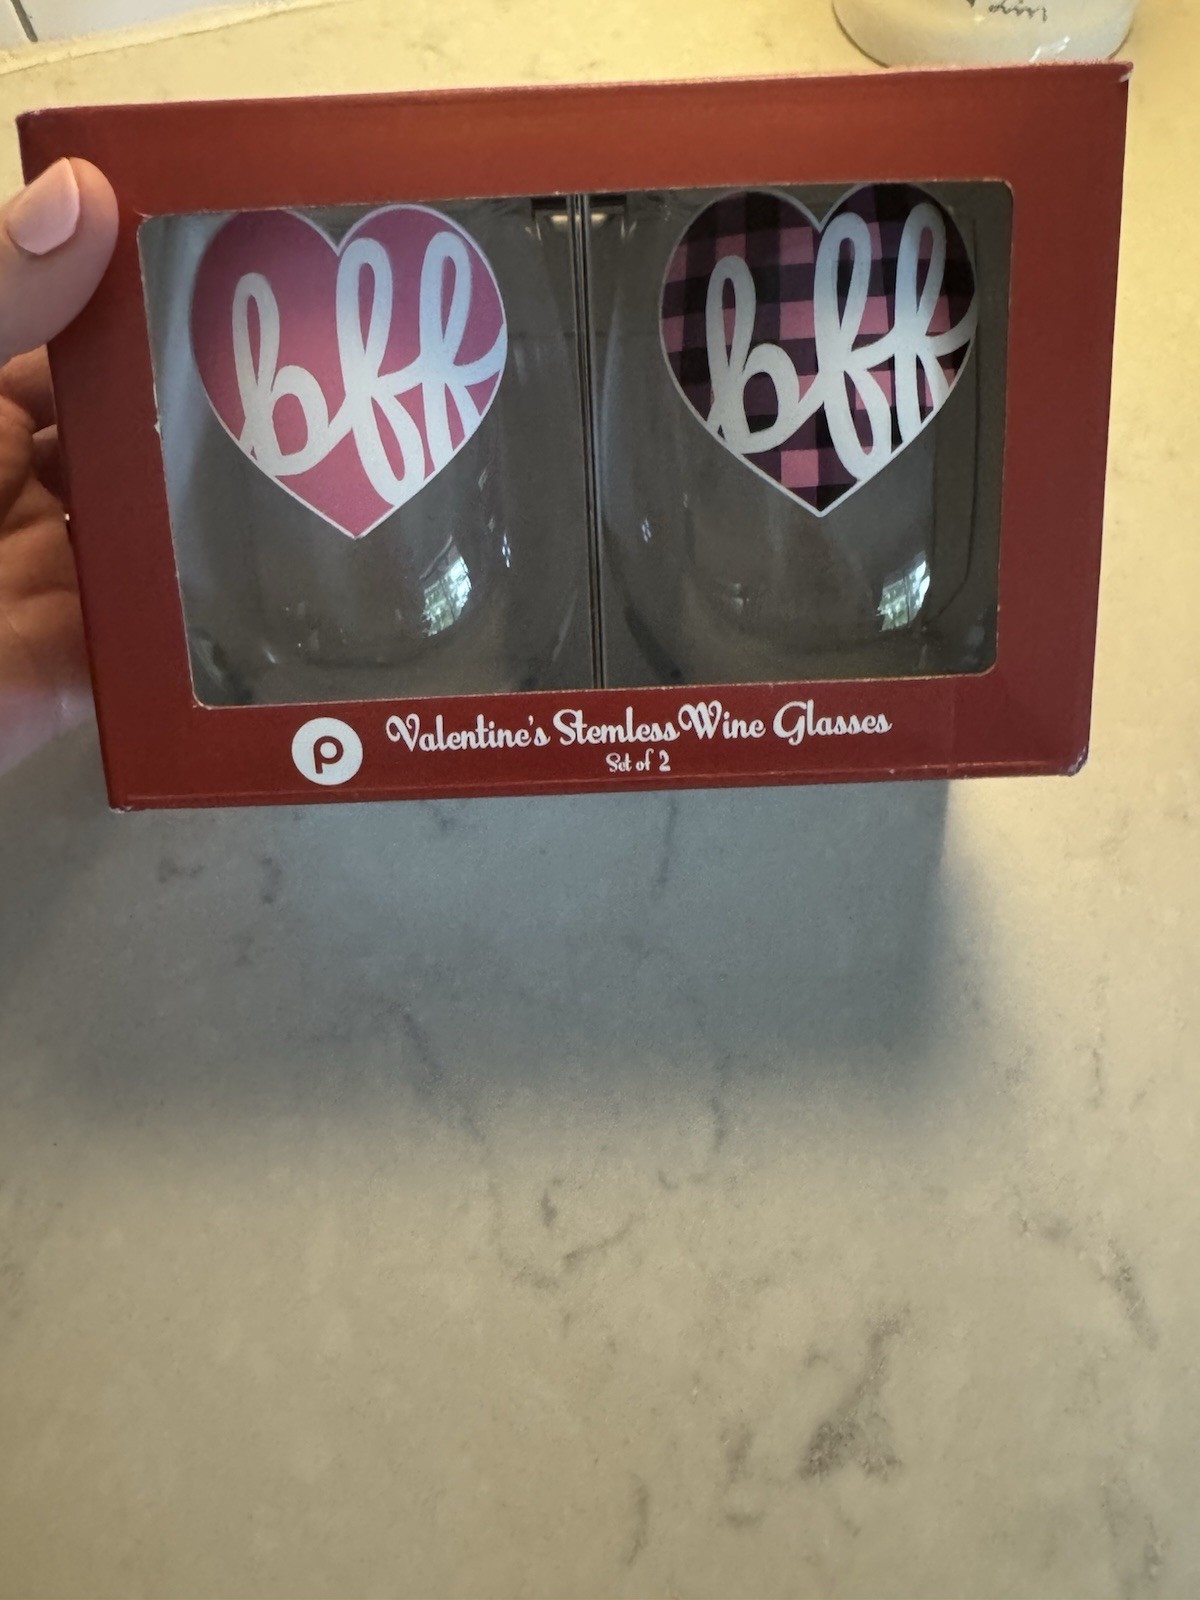 bff
bff
p
Valentine's Stemless Wine Glasses
Set of 2